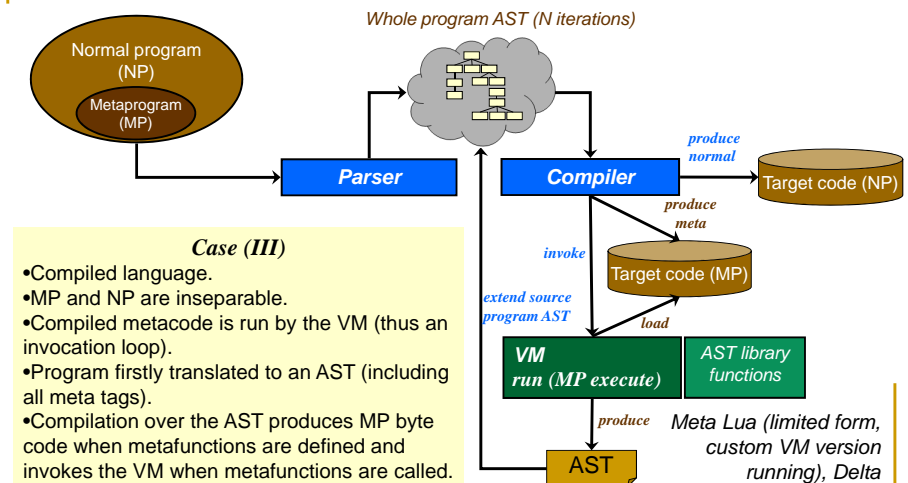 Whole program AST (N iterations)
Normal program
(NP)
Metaprogram
(MP)
Parser
Compiler
produce
normal
Target code (NP)
produce
meta
invoke
Target code (MP)
extend source
program AST
load
VM
run (MP execute)
AST library
functions
produce
AST
Case (III)
•Compiled language.
•MP and NP are inseparable.
•Compiled metacode is run by the VM (thus an
invocation loop).
•Program firstly translated to an AST (including
all meta tags).
•Compilation over the AST produces MP byte
code when metafunctions are defined and
invokes the VM when metafunctions are called.
Meta Lua (limited form,
custom VM version
running), Delta